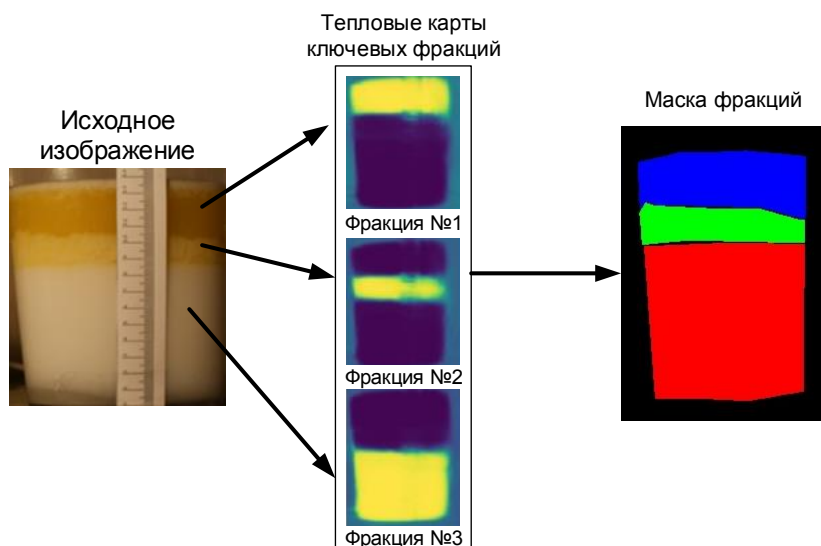 Тепловые карты
ключевых фракций
Исходное
изображение
Маска фракций
Фракция №1
Фракция №2
Фракция №3